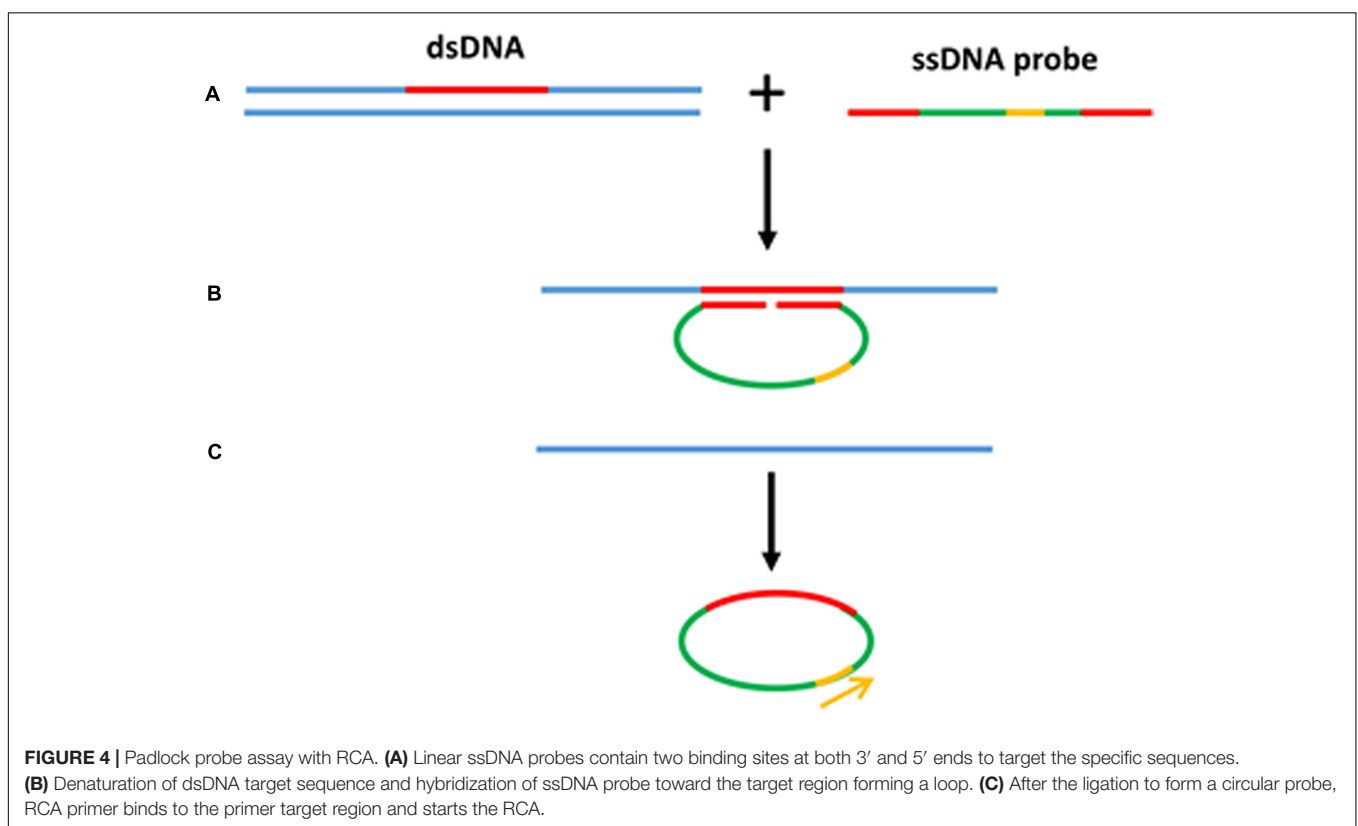 dsDNA
ssDNA probe
A
+
B
C
FIGURE 4 | Padlock probe assay with RCA. (A) Linear ssDNA probes contain two binding sites at both 3′ and 5′ ends to target the specific sequences.
(B) Denaturation of dsDNA target sequence and hybridization of ssDNA probe toward the target region forming a loop. (C) After the ligation to form a circular probe,
RCA primer binds to the primer target region and starts the RCA.